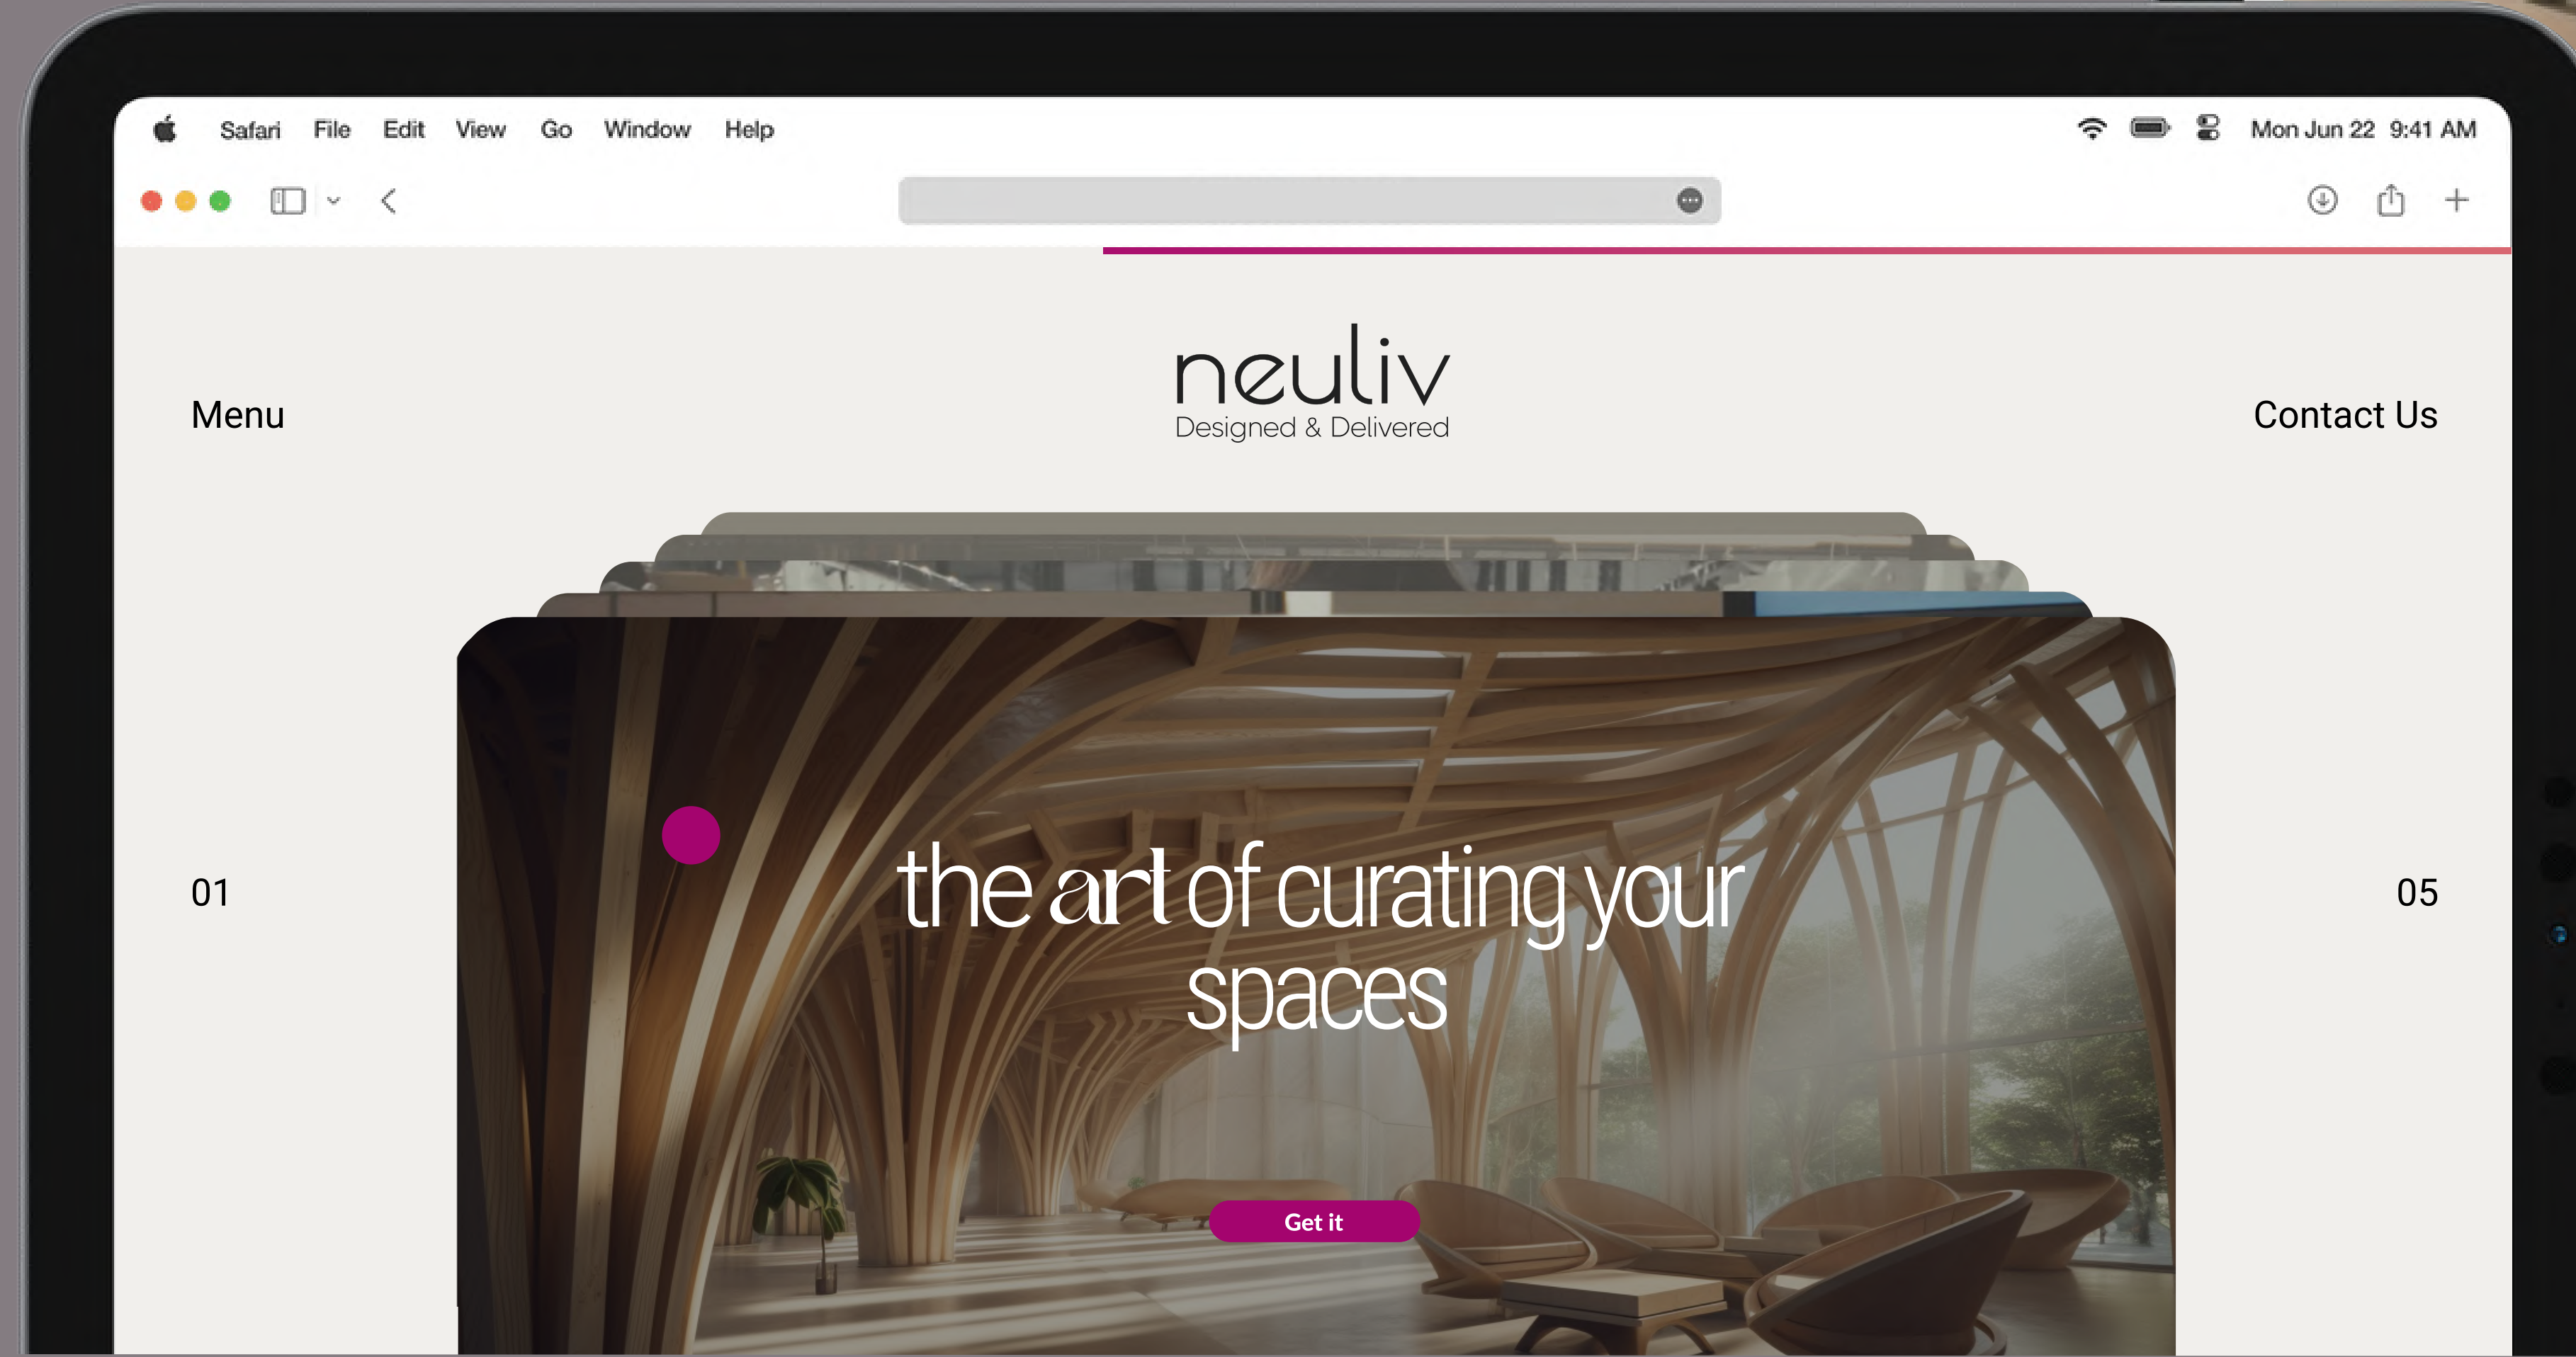 Safari File Edit View Go Window Help Mon Jun 22 9:41 AM
neuliv
Designed & Delivered
Menu
Contact Us
01
05
the art of curating your
spaces
Get it